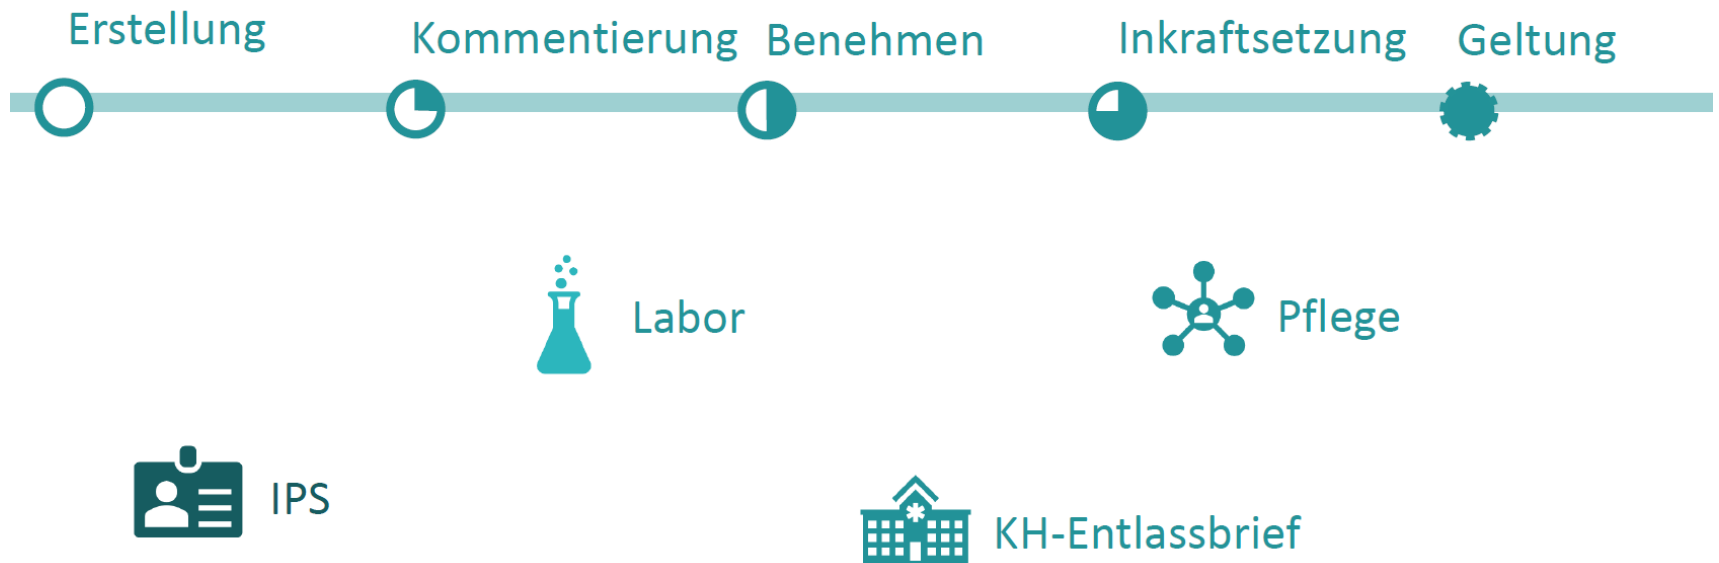 Erstellung
Kommentierung
Benehmen
Inkraftsetzung
Geltung
Labor
Pflege
IPS
KH-Entlassbrief